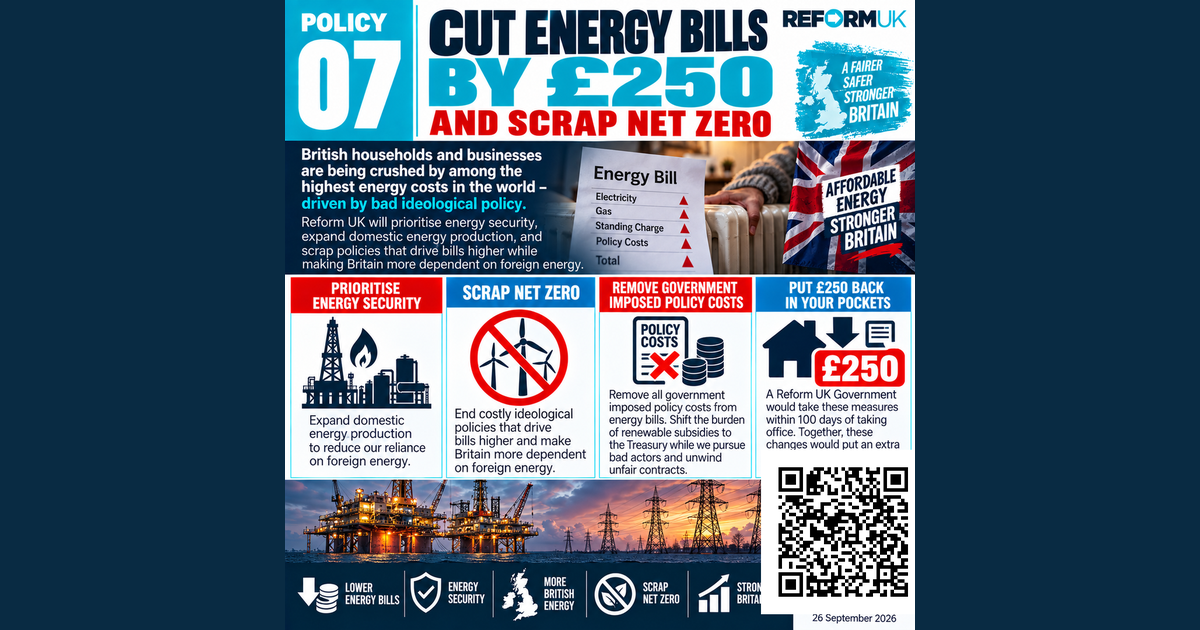 POLICY
07
CUT ENERGY BILLS
BY £250
AND SCRAP NET ZERO
REFORM UK
A FAIRER
SAFER
STRONGER
BRITAIN
British households and businesses
are being crushed by among the
highest energy costs in the world –
driven by bad ideological policy.
Reform UK will prioritise energy security,
expand domestic energy production, and
scrap policies that drive bills higher while
making Britain more dependent on foreign energy.
Energy Bill
Electricity
Gas
Standing Charge
Policy Costs
Total
AFFORDABLE
ENERGY
STRONGER
BRITAIN
PRIORITISE
ENERGY SECURITY
Expand domestic
energy production
to reduce our reliance
on foreign energy.
SCRAP NET ZERO
End costly ideological
policies that drive
bills higher and make
Britain more dependent
on foreign energy.
REMOVE GOVERNMENT
IMPOSED POLICY COSTS
POLICY
COSTS
Remove all government
imposed policy costs from
energy bills. Shift the burden
of renewable subsidies to
the Treasury while we pursue
bad actors and unwind
unfair contracts.
PUT £250 BACK
IN YOUR POCKETS
£250
A Reform UK Government
would take these measures
within 100 days of taking
office. Together, these
changes would put an extra
LOWER
ENERGY BILLS
ENERGY
SECURITY
MORE
BRITISH
ENERGY
SCRAP
NET ZERO
26 September 2026